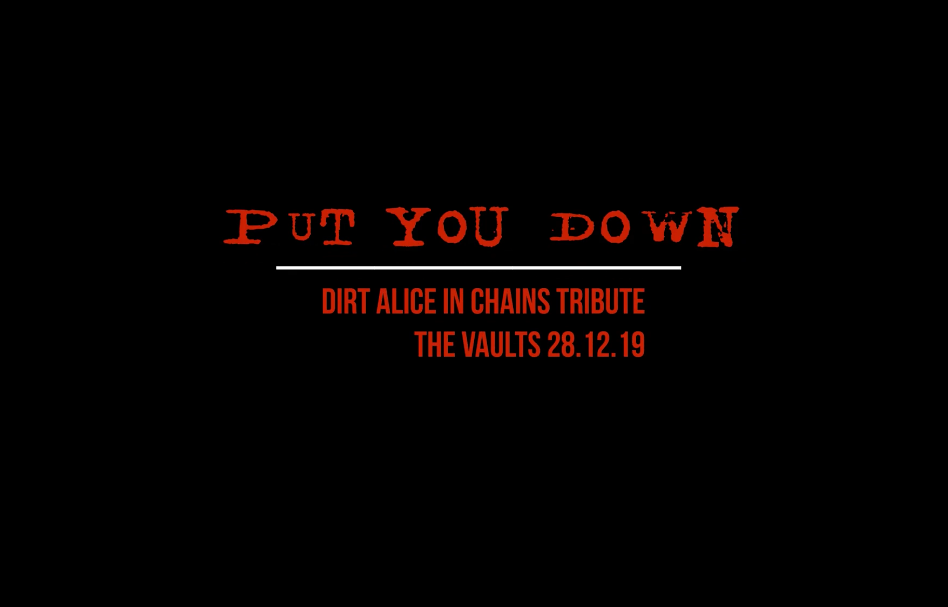 PUT YOU DOWN
DIRT ALICE IN CHAINS TRIBUTE
THE VAULTS 28.12.19